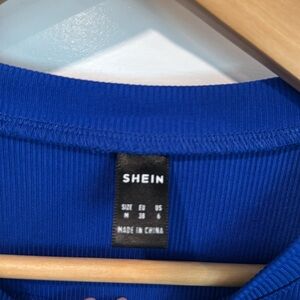 SHEIN
SIZE EU US
M 38 6
MADE IN CHINA